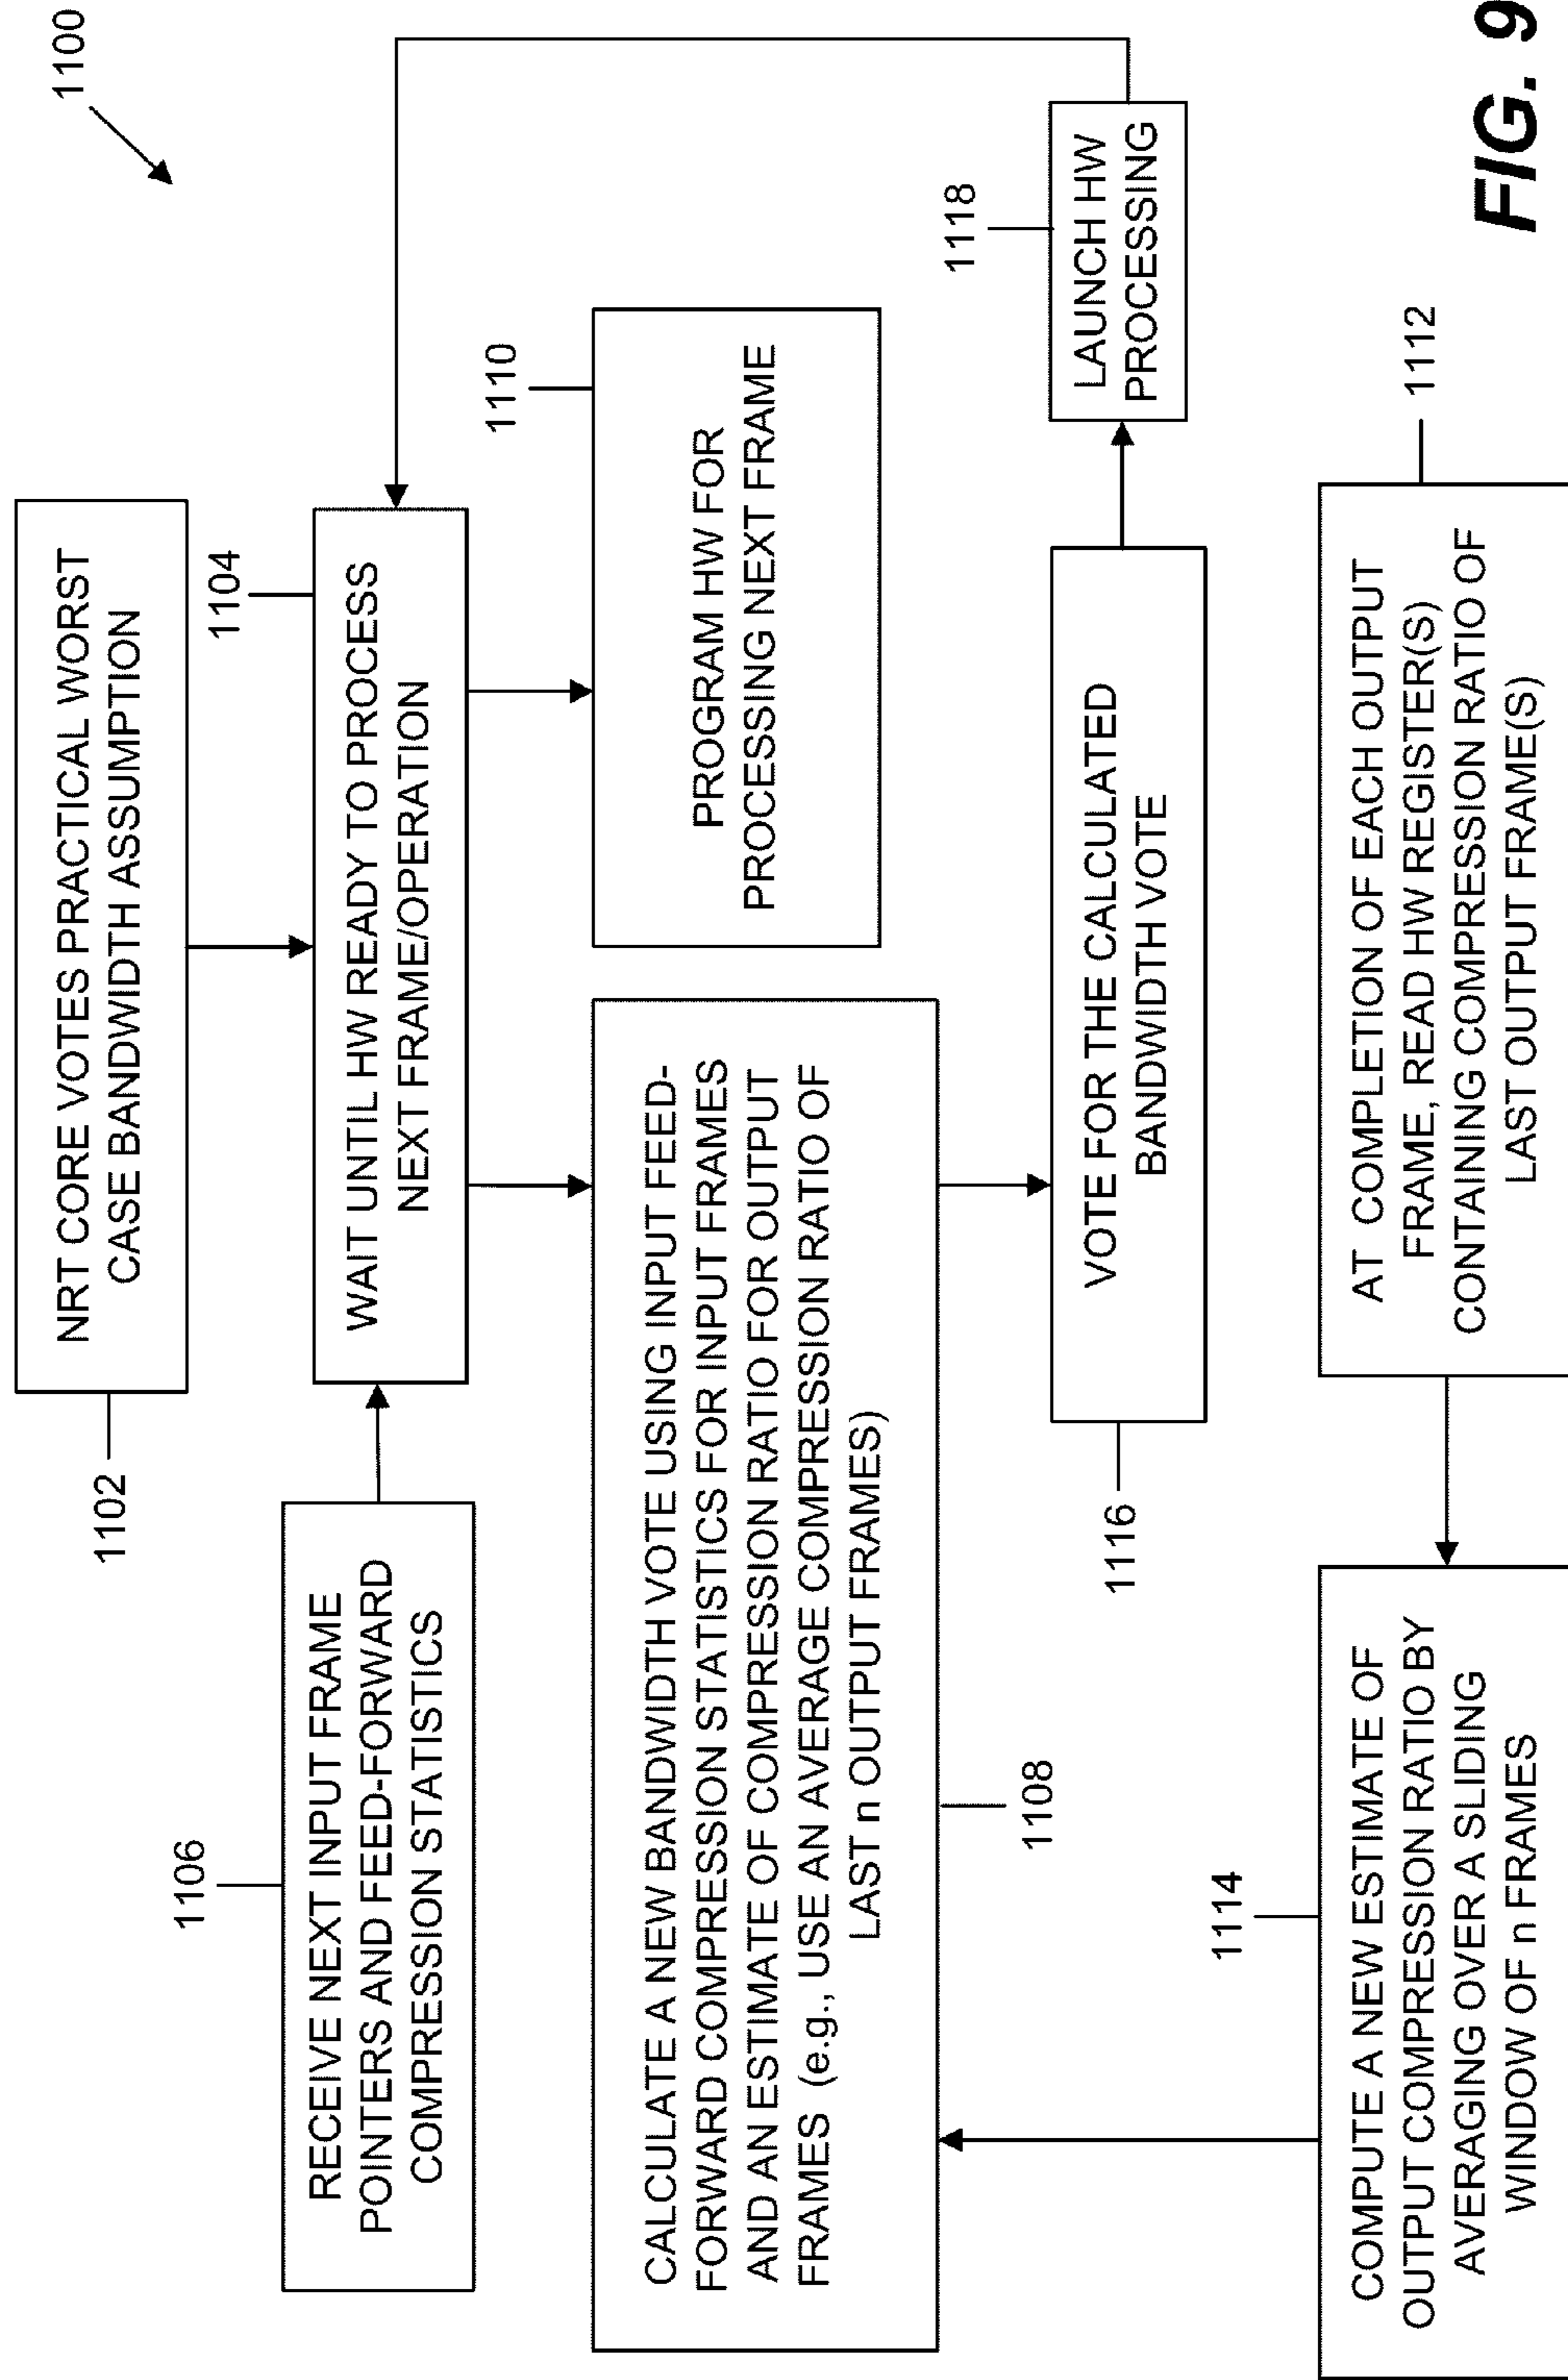 1100
1102
NRT CORE VOTES PRACTICAL WORST
CASE BANDWIDTH ASSUMPTION
1106
RECEIVE NEXT INPUT FRAME
POINTERS AND FEED-FORWARD
COMPRESSION STATISTICS
1104
WAIT UNTIL HW READY TO PROCESS
NEXT FRAME/OPERATION
CALCULATE A NEW BANDWIDTH VOTE USING INPUT FEED-
FORWARD COMPRESSION STATISTICS FOR INPUT FRAMES
AND AN ESTIMATE OF COMPRESSION RATIO FOR OUTPUT
FRAMES (e.g., USE AN AVERAGE COMPRESSION RATIO OF
LAST n OUTPUT FRAMES)
1108
1110
PROGRAM HW FOR
PROCESSING NEXT FRAME
1116
VOTE FOR THE CALCULATED
BANDWIDTH VOTE
1118
LAUNCH HW
PROCESSING
1114
COMPUTE A NEW ESTIMATE OF
OUTPUT COMPRESSION RATIO BY
AVERAGING OVER A SLIDING
WINDOW OF n FRAMES
AT COMPLETION OF EACH OUTPUT
FRAME, READ HW REGISTER(S)
CONTAINING COMPRESSION RATIO OF
LAST OUTPUT FRAME(S)
1112
FIG. 9